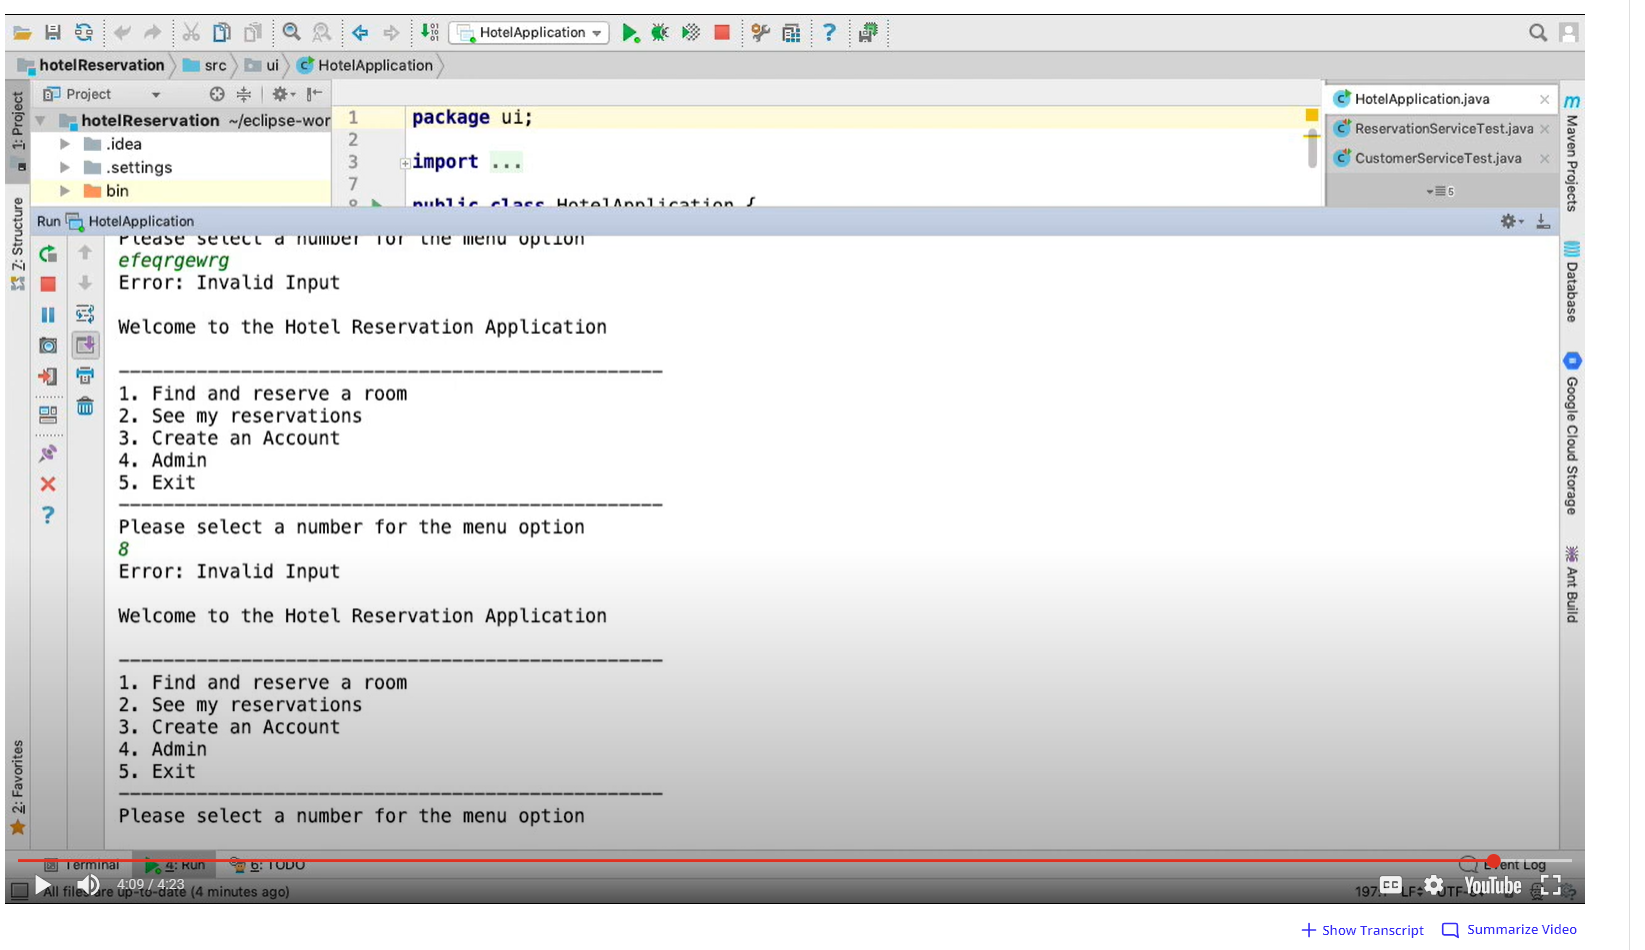 HotelApplication
hotelReservation src ui HotelApplication
1: Project
Project
hotelReservation ~/eclipse-wor
.idea
.settings
bin
1 package ui;
2
3 import ...
7
8 public class HotelApplication {
HotelApplication.java
ReservationServiceTest.java
CustomerServiceTest.java
5
m Maven Projects
Database
Google Cloud Storage
Ant Build
Z: Structure
2: Favorites
Run HotelApplication
Please select a number for the menu option
efeqrgewrg
Error: Invalid Input
Welcome to the Hotel Reservation Application
1. Find and reserve a room
2. See my reservations
3. Create an Account
4. Admin
5. Exit
Please select a number for the menu option
8
Error: Invalid Input
Welcome to the Hotel Reservation Application
1. Find and reserve a room
2. See my reservations
3. Create an Account
4. Admin
5. Exit
Please select a number for the menu option
Terminal 4: Run 6: TODO Event Log
4:09 / 4:23
All files are up-to-date (4 minutes ago)
CC YouTube
Show Transcript Summarize Video